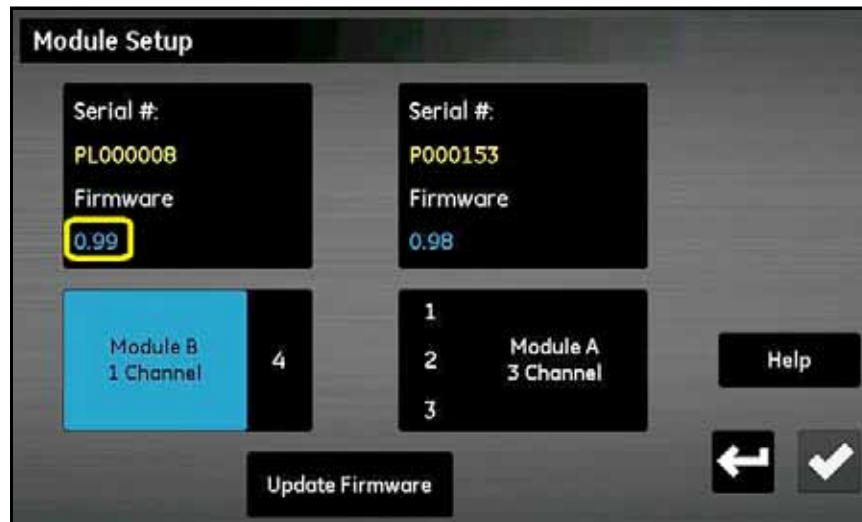 Module Setup
Serial #:
PL000008
Firmware
0.99
Serial #:
P000153
Firmware
0.98
Module B
1 Channel
4
1
2
3
Module A
3 Channel
Help
Update Firmware